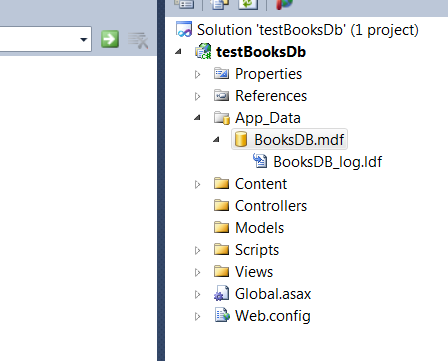 Solution 'testBooksDb' (1 project)
testBooksDb
Properties
References
App_Data
BooksDB.mdf
BooksDB_log.ldf
Content
Controllers
Models
Scripts
Views
Global.asax
Web.config